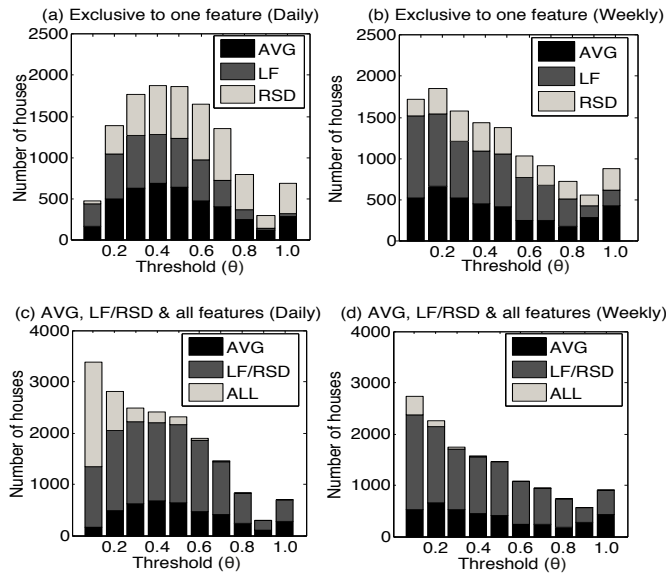 (a) Exclusive to one feature (Daily)
2500
2000
1500
1000
500
0
Number of houses
AVG
LF
RSD
0.2 0.4 0.6 0.8 1.0
Threshold (θ)
(b) Exclusive to one feature (Weekly)
2500
2000
1500
1000
500
0
Number of houses
AVG
LF
RSD
0.2 0.4 0.6 0.8 1.0
Threshold (θ)
(c) AVG, LF/RSD & all features (Daily)
4000
3000
2000
1000
0
Number of houses
AVG
LF/RSD
ALL
0.2 0.4 0.6 0.8 1.0
Threshold (θ)
(d) AVG, LF/RSD & all features (Weekly)
4000
3000
2000
1000
0
Number of houses
AVG
LF/RSD
ALL
0.2 0.4 0.6 0.8 1.0
Threshold (θ)